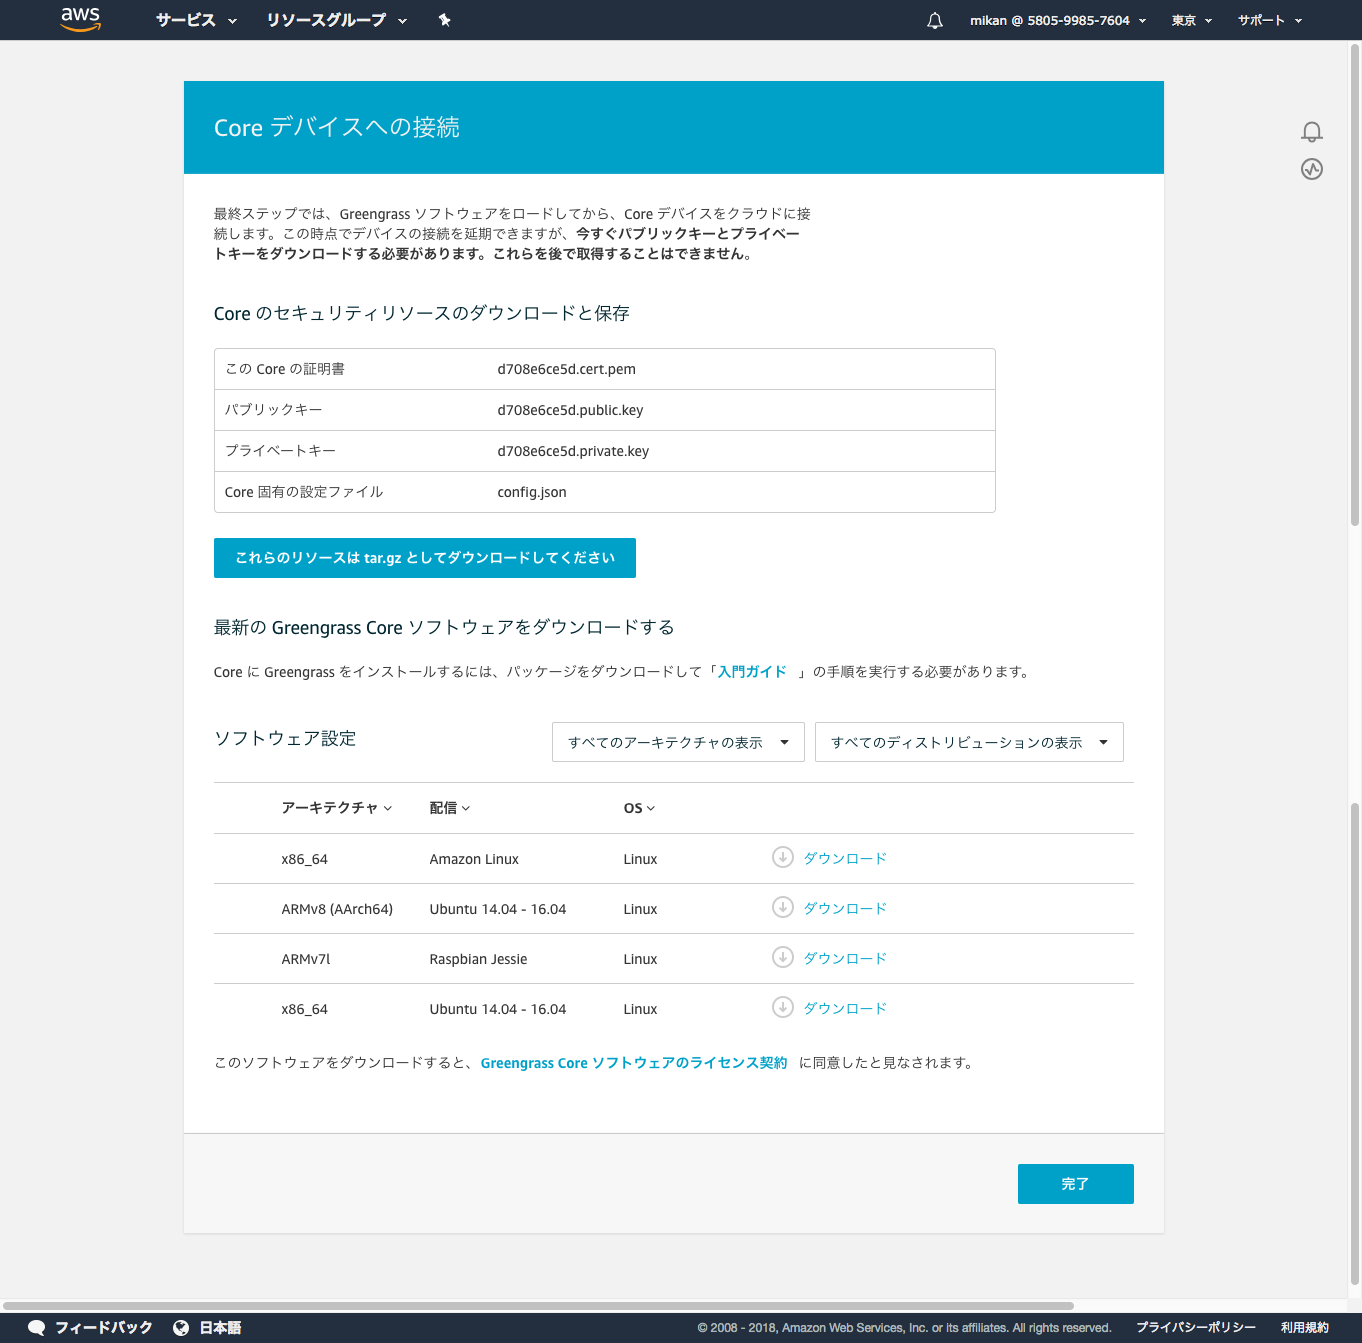 aws サービス リソースグループ mikan @ 5805-9985-7604 東京 サポート
Core デバイスへの接続
最終ステップでは、Greengrass ソフトウェアをロードしてから、Core デバイスをクラウドに接
続します。この時点でデバイスの接続を延期できますが、今すぐパブリックキーとプライベー
トキーをダウンロードする必要があります。これらを後で取得することはできません。
Core のセキュリティリソースのダウンロードと保存
この Core の証明書 d708e6ce5d.cert.pem
パブリックキー d708e6ce5d.public.key
プライベートキー d708e6ce5d.private.key
Core 固有の設定ファイル config.json
これらのリソースは tar.gz としてダウンロードしてください
最新の Greengrass Core ソフトウェアをダウンロードする
Core に Greengrass をインストールするには、パッケージをダウンロードして「入門ガイド 」の手順を実行する必要があります。
ソフトウェア設定 すべてのアーキテクチャの表示 すべてのディストリビューションの表示
アーキテクチャ 配信 OS
x86_64 Amazon Linux Linux ダウンロード
ARMv8 (AArch64) Ubuntu 14.04 - 16.04 Linux ダウンロード
ARMv7l Raspbian Jessie Linux ダウンロード
x86_64 Ubuntu 14.04 - 16.04 Linux ダウンロード
このソフトウェアをダウンロードすると、Greengrass Core ソフトウェアのライセンス契約 に同意したと見なされます。
完了
フィードバック 日本語 © 2008 - 2018, Amazon Web Services, Inc. or its affiliates. All rights reserved. プライバシーポリシー 利用規約